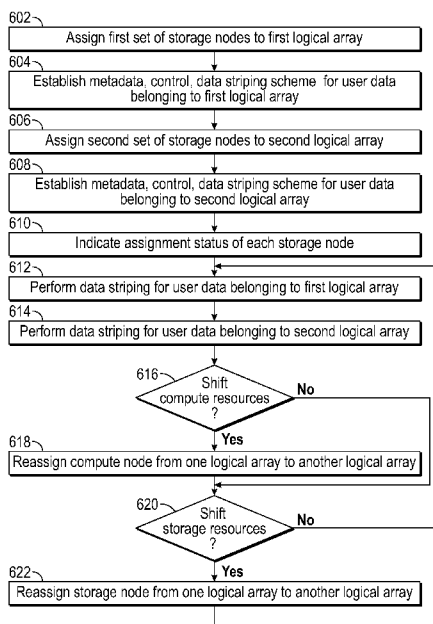 602
Assign first set of storage nodes to first logical array
604
Establish metadata, control, data striping scheme for user data
belonging to first logical array
606
Assign second set of storage nodes to second logical array
608
Establish metadata, control, data striping scheme for user data
belonging to second logical array
610
Indicate assignment status of each storage node
612
Perform data striping for user data belonging to first logical array
614
Perform data striping for user data belonging to second logical array
616
Shift
compute resources
?
No
Yes
618
Reassign compute node from one logical array to another logical array
620
Shift
storage resources
?
No
Yes
622
Reassign storage node from one logical array to another logical array